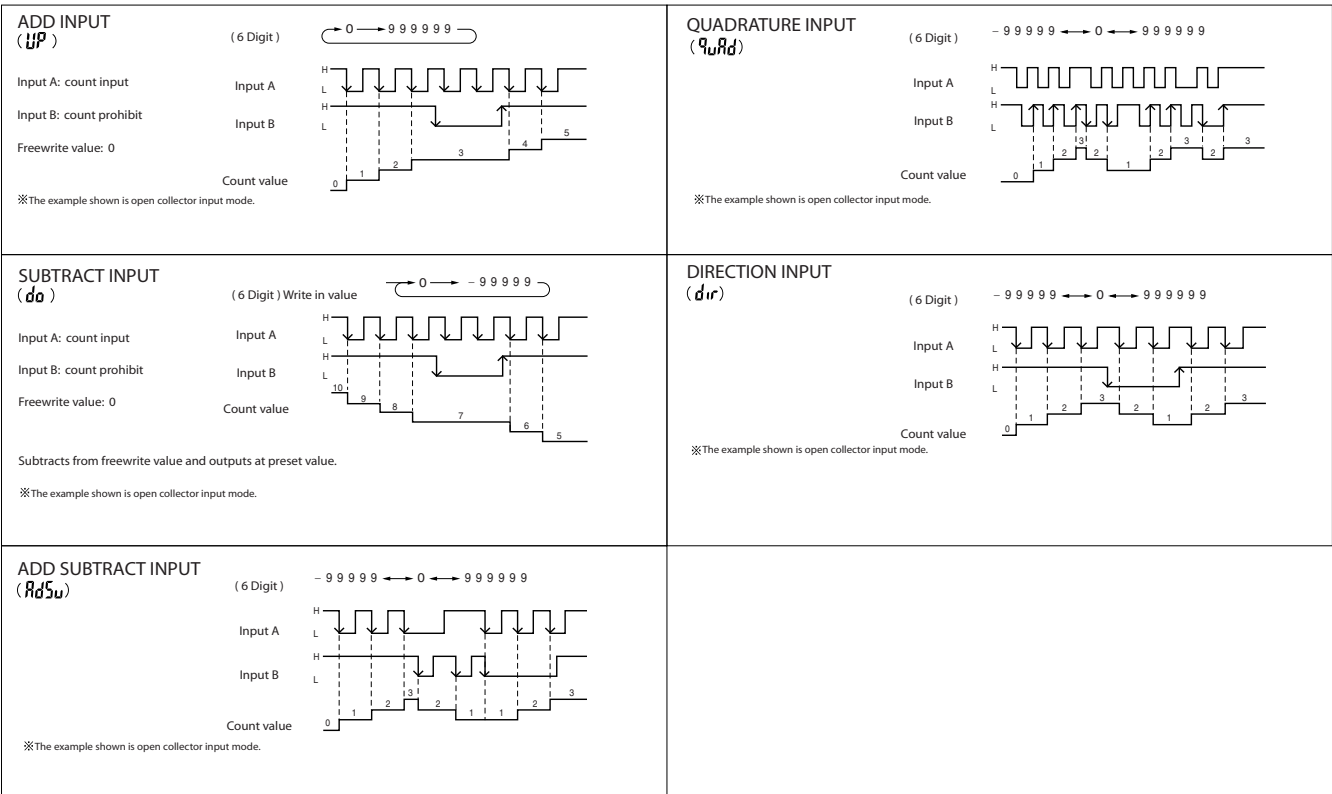 ADD INPUT
( UP )
( 6 Digit )
0 999999
Input A: count input
Input B: count prohibit
Freewrite value: 0
Input A
H
L
Input B
H
L
Count value
0 1 2 3 4 5
※The example shown is open collector input mode.
QUADRATURE INPUT
( quAd )
( 6 Digit )
-99999 0 999999
Input A
H
L
Input B
H
L
Count value
0 1 2 3 2 1 2 3 2 3
※The example shown is open collector input mode.
SUBTRACT INPUT
( do )
( 6 Digit ) Write in value
0 -99999
Input A: count input
Input B: count prohibit
Freewrite value: 0
Input A
H
L
Input B
H
L
Count value
10 9 8 7 6 5
Subtracts from freewrite value and outputs at preset value.
※The example shown is open collector input mode.
DIRECTION INPUT
( dir )
( 6 Digit )
-99999 0 999999
Input A
H
L
Input B
H
L
Count value
0 1 2 3 2 1 2 3
※The example shown is open collector input mode.
ADD SUBTRACT INPUT
( AdSu )
( 6 Digit )
-99999 0 999999
Input A
H
L
Input B
H
L
Count value
0 1 2 3 2 1 1 2 3
※The example shown is open collector input mode.